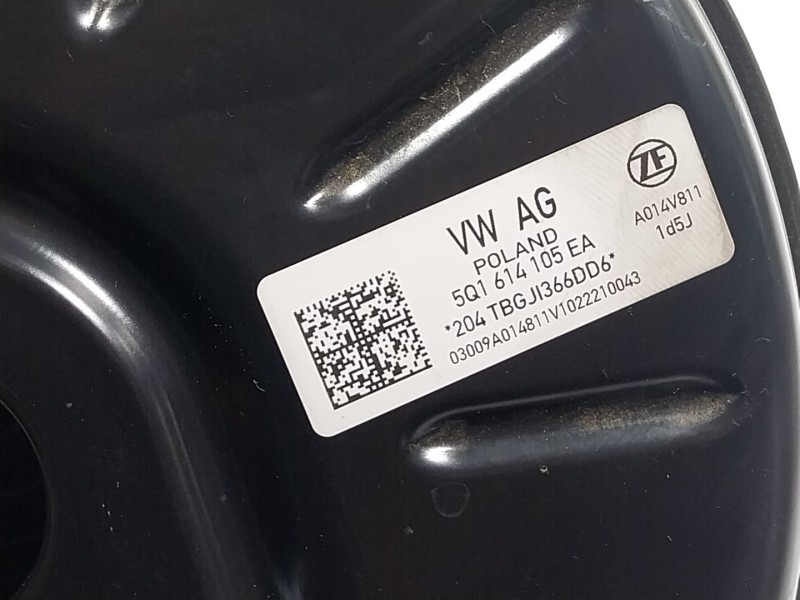 ZF
A014V811
1d5J
VW AG
POLAND
5Q1 614 105 EA
*204 TBGJI366DD6*
03009A014811V1022210043